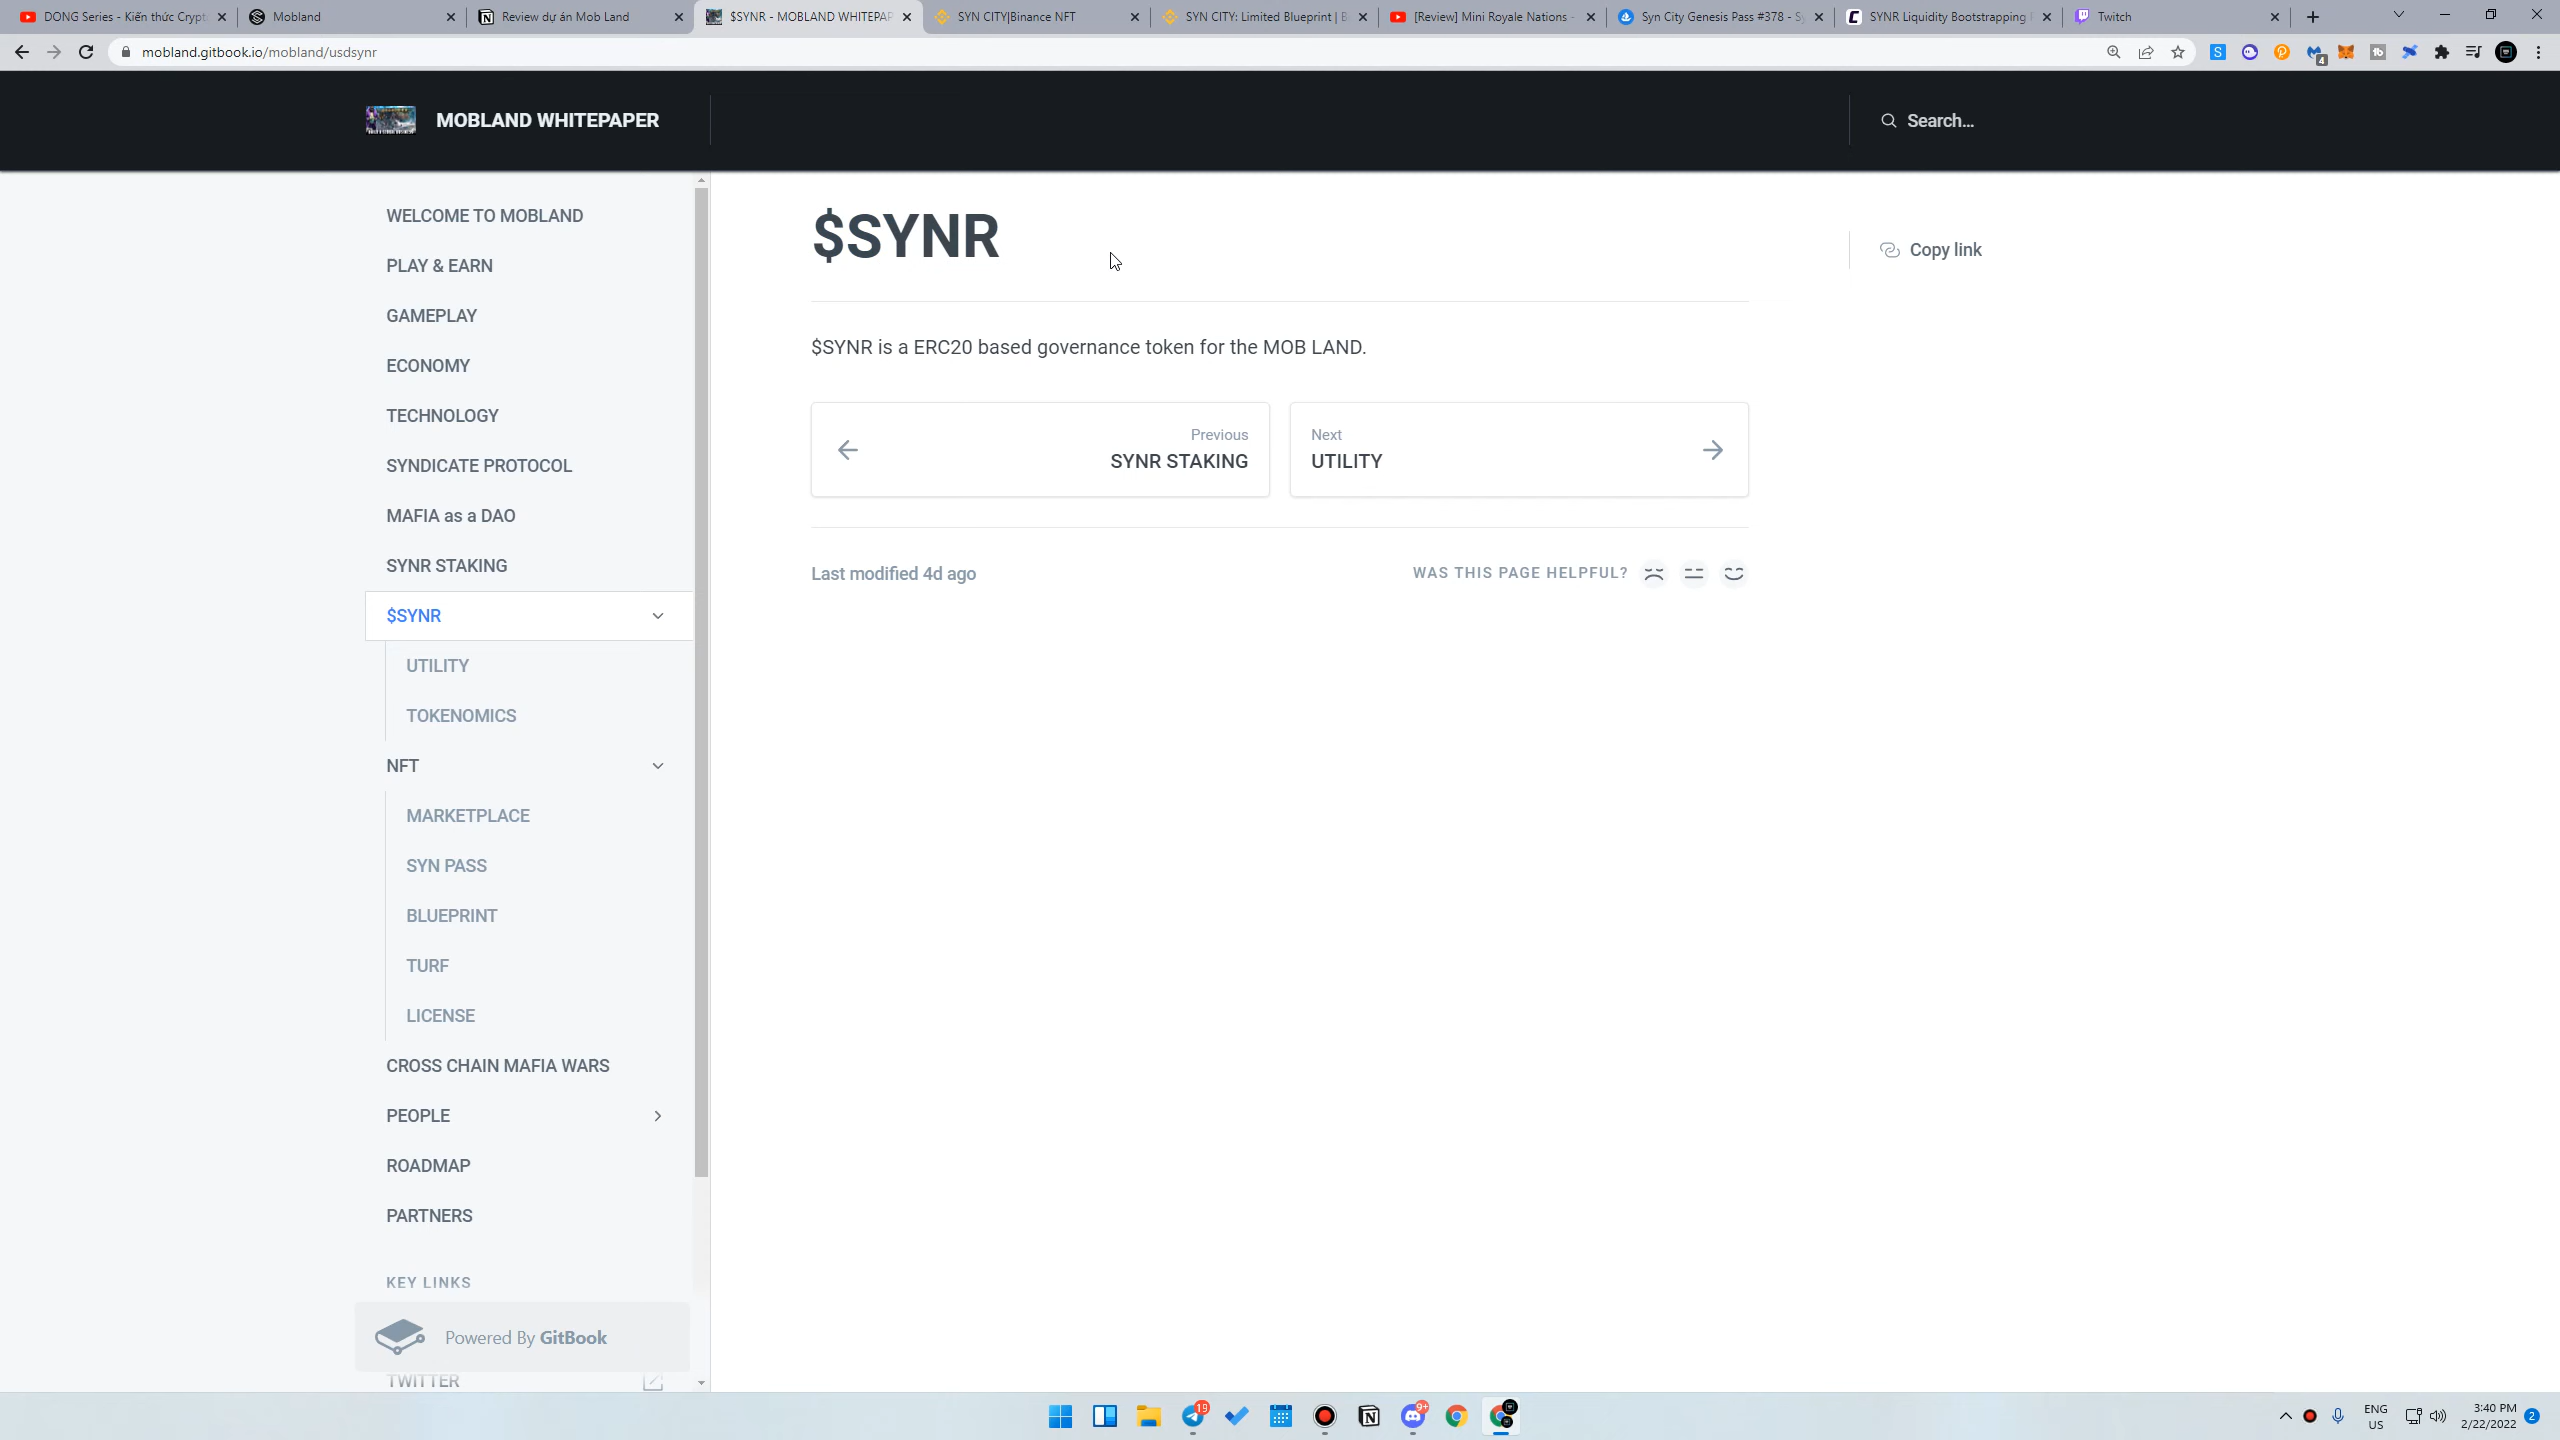 DONG Series - Kiến thức Crypt
Mobland
Review dự án Mob Land
$SYNR - MOBLAND WHITEPAP
SYN CITY|Binance NFT
SYN CITY: Limited Blueprint | B
[Review] Mini Royale Nations -
Syn City Genesis Pass #378 - S
SYNR Liquidity Bootstrapping
Twitch
mobland.gitbook.io/mobland/usdsynr
4
MOBLAND WHITEPAPER
Search...
WELCOME TO MOBLAND
PLAY & EARN
GAMEPLAY
ECONOMY
TECHNOLOGY
SYNDICATE PROTOCOL
MAFIA as a DAO
SYNR STAKING
$SYNR
UTILITY
TOKENOMICS
NFT
MARKETPLACE
SYN PASS
BLUEPRINT
TURF
LICENSE
CROSS CHAIN MAFIA WARS
PEOPLE
ROADMAP
PARTNERS
KEY LINKS
Powered By GitBook
TWITTER
$SYNR
Copy link
$SYNR is a ERC20 based governance token for the MOB LAND.
Previous
SYNR STAKING
Next
UTILITY
Last modified 4d ago
WAS THIS PAGE HELPFUL?
19
9+
ENG
US
3:40 PM
2/22/2022
2